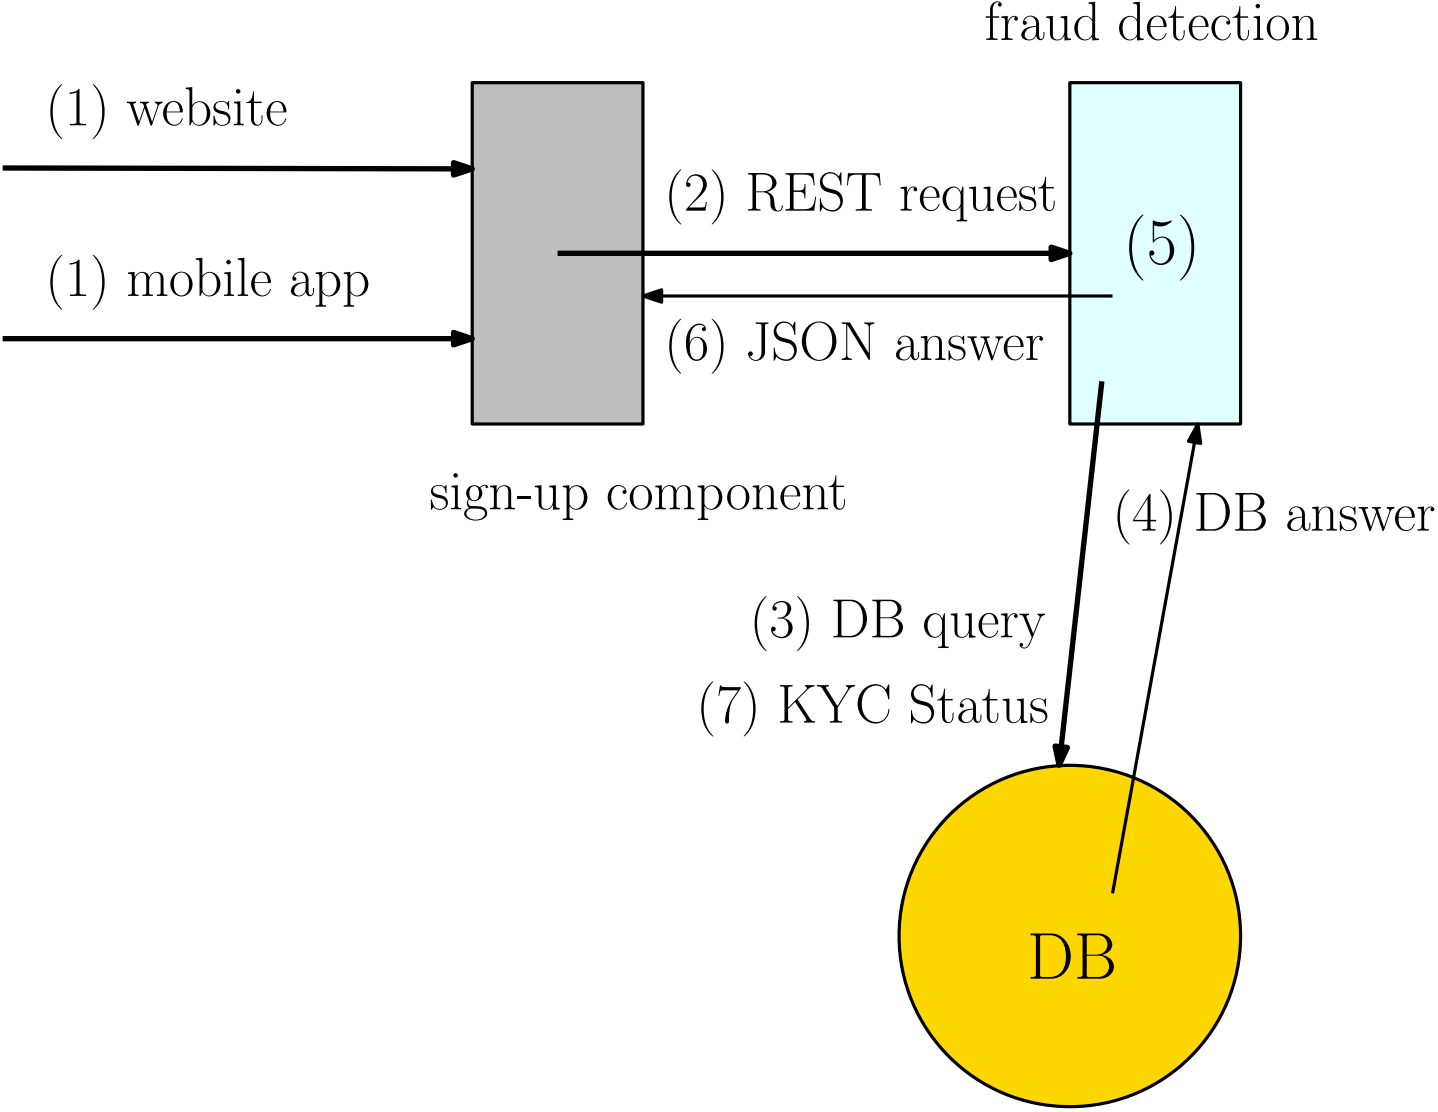 fraud detection
(1) website
(2) REST request
(5)
(1) mobile app
(6) JSON answer
sign-up component
(4) DB answer
(3) DB query
(7) KYC Status
DB